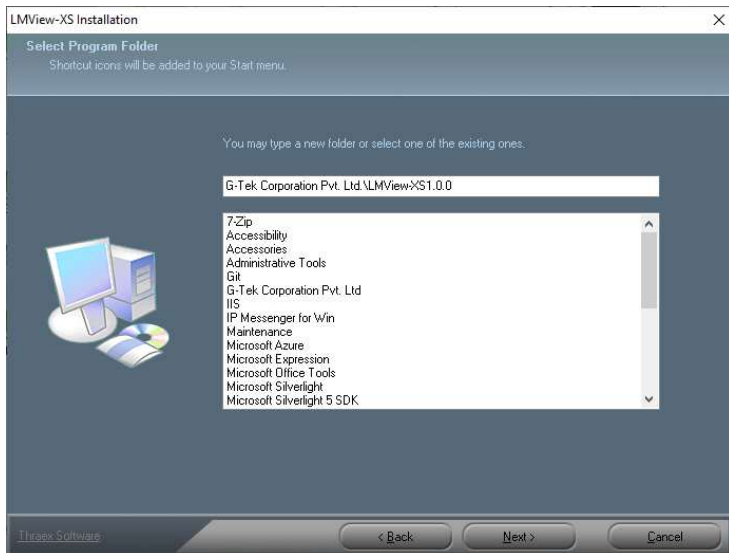 LMView-XS Installation
Select Program Folder
Shortcut icons will be added to your Start menu.
You may type a new folder or select one of the existing ones.
G-Tek Corporation Pvt. Ltd.\LMView-XS1.0.0
7-Zip
Accessibility
Accessories
Administrative Tools
Git
G-Tek Corporation Pvt. Ltd
IIS
IP Messenger for Win
Maintenance
Microsoft Azure
Microsoft Expression
Microsoft Office Tools
Microsoft Silverlight
Microsoft Silverlight 5 SDK
Thraex Software
< Back
Next >
Cancel